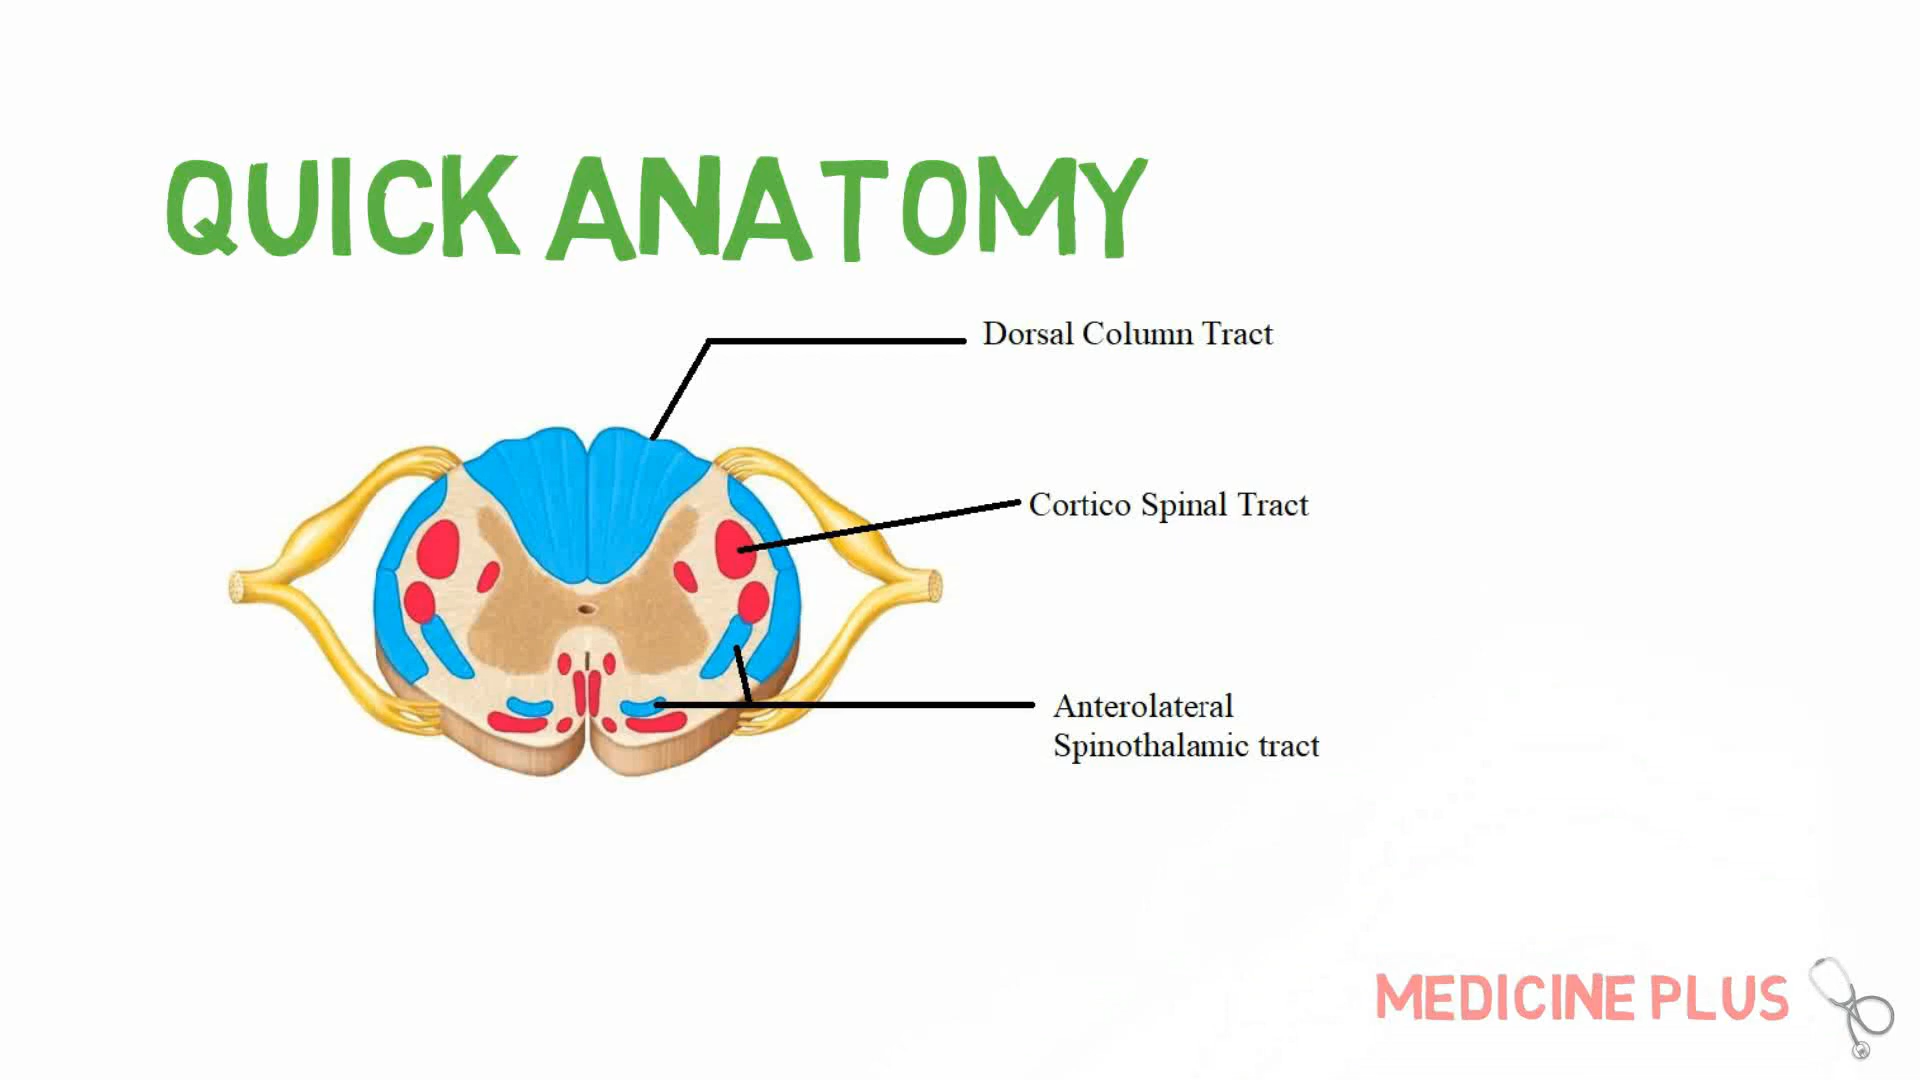 QUICK ANATOMY
Dorsal Column Tract
Cortico Spinal Tract
Anterolateral
Spinothalamic tract
MEDICINE PLUS